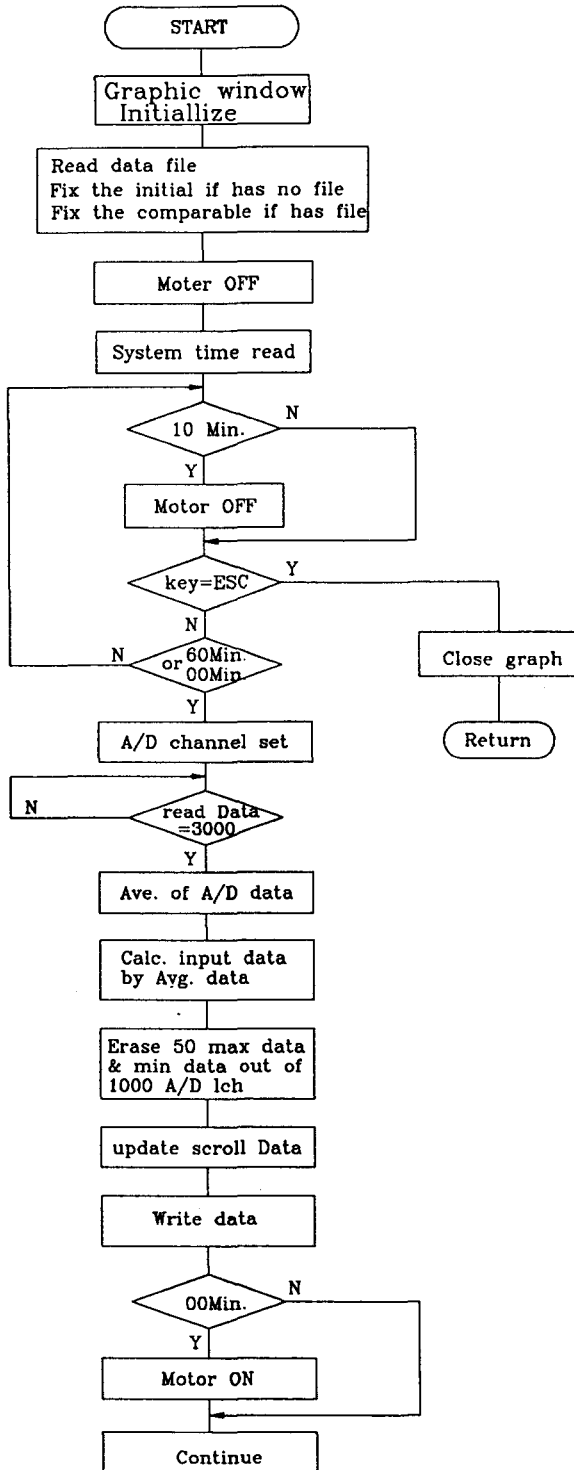 START
Graphic window
Initiallize
Read data file
Fix the initial if has no file
Fix the comparable if has file
Moter OFF
System time read
10 Min.
N
Y
Motor OFF
key=ESC
Y
N
Close graph
Return
N
or 60Min.
00Min.
Y
A/D channel set
N
read Data
=3000
Y
Ave. of A/D data
Calc. input data
by Avg. data
Erase 50 max data
& min data out of
1000 A/D lch
update scroll Data
Write data
00Min.
N
Y
Motor ON
Continue